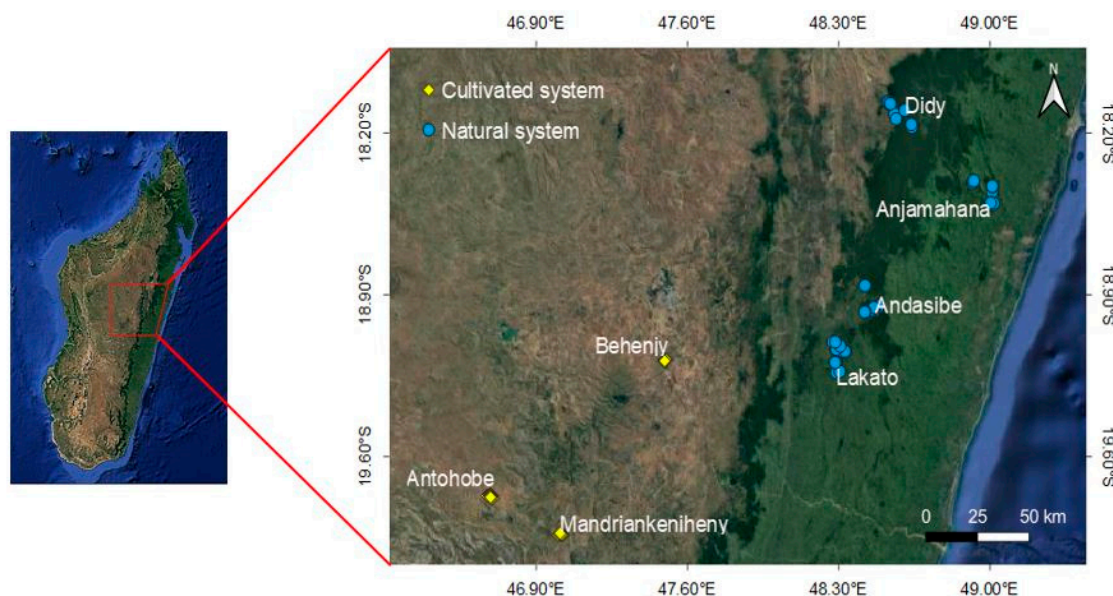 46.90°E 47.60°E 48.30°E 49.00°E
Cultivated system
Natural system
N
Didy
18.20°S 18.20°S
Anjamahana
18.90°S 18.90°S
Andasibe
Behenjy
Lakato
19.60°S 19.60°S
Antohobe
Mandriankeniheny
0 25 50 km
46.90°E 47.60°E 48.30°E 49.00°E